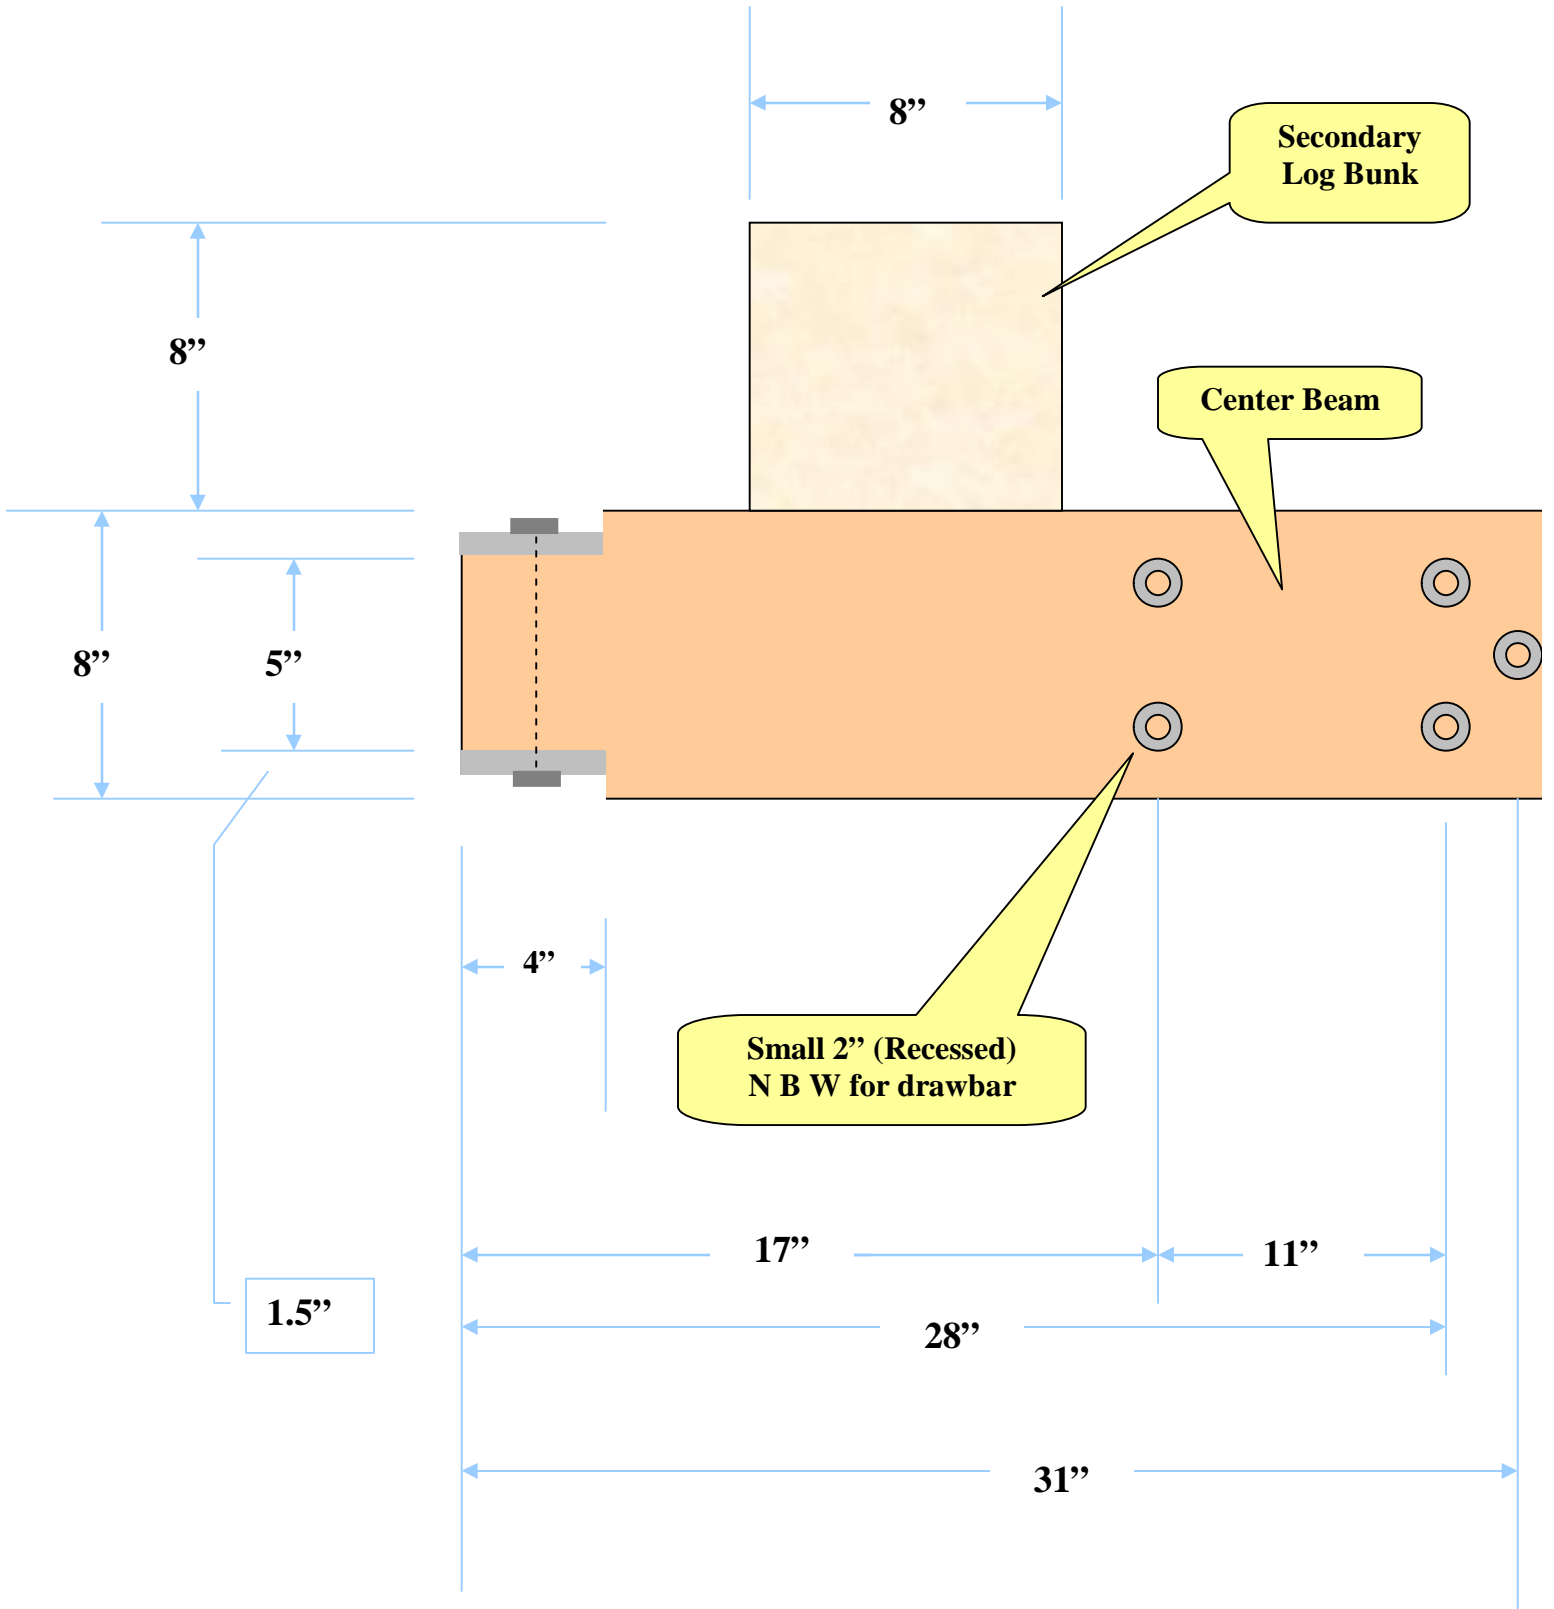 8”
Secondary
Log Bunk
8”
Center Beam
8”
5”
4”
Small 2” (Recessed)
N B W for drawbar
17”
11”
1.5”
28”
31”